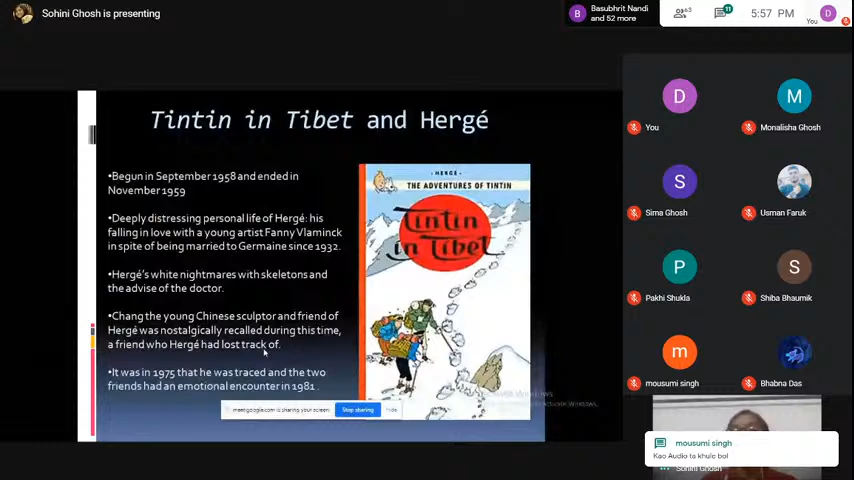 Sohini Ghosh is presenting
B
Basubhrit Nandi
and 52 more
63
11
5:57 PM
You
D
Tintin in Tibet and Hergé
•Begun in September 1958 and ended in
November 1959
•Deeply distressing personal life of Hergé: his
falling in love with a young artist Fanny Vlaminck
in spite of being married to Germaine since 1932.
•Hergé's white nightmares with skeletons and
the advise of the doctor.
•Chang the young Chinese sculptor and friend of
Hergé was nostalgically recalled during this time,
a friend who Hergé had lost track of.
•It was in 1975 that he was traced and the two
friends had an emotional encounter in 1981.
·HERGÉ·
THE ADVENTURES OF TINTIN
Tintin
in Tibet
meet.google.com is sharing your screen.
Stop sharing
Hide
D
You
M
Monalisha Ghosh
S
Sima Ghosh
Usman Faruk
P
Pakhi Shukla
S
Shiba Bhaumik
m
mousumi singh
Bhabna Das
mousumi singh
Kao Audio ta khule bol
Sohini Ghosh